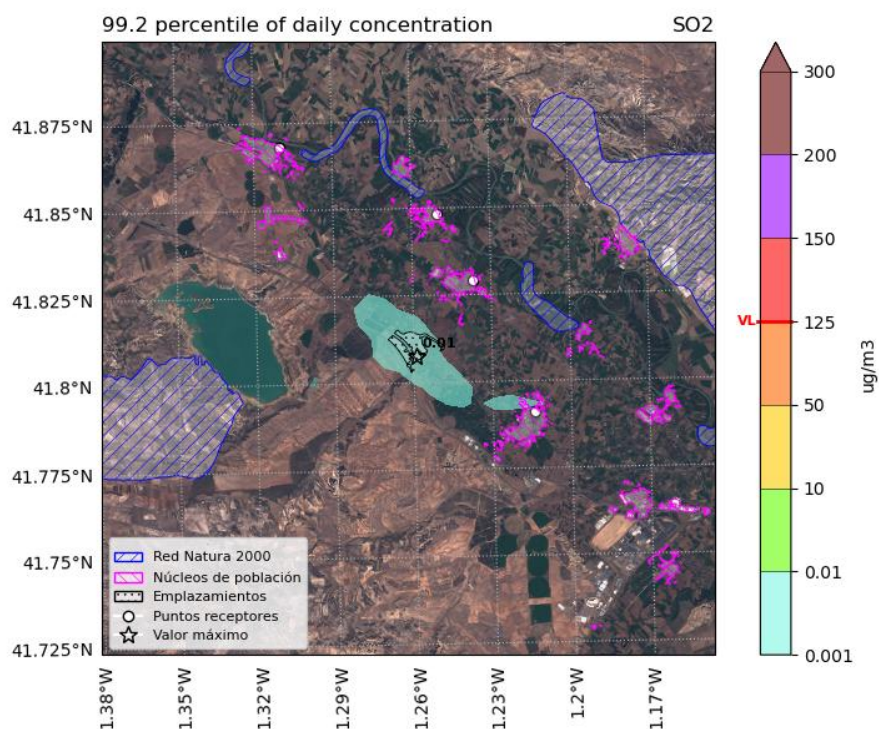 99.2 percentile of daily concentration SO2
41.875°N
41.85°N
41.825°N
41.8°N
41.775°N
41.75°N
41.725°N
0.01
Red Natura 2000
Núcleos de población
Emplazamientos
Puntos receptores
Valor máximo
1.38°W 1.35°W 1.32°W 1.29°W 1.26°W 1.23°W 1.2°W 1.17°W
300
200
150
VL 125
50
10
0.01
0.001
ug/m3